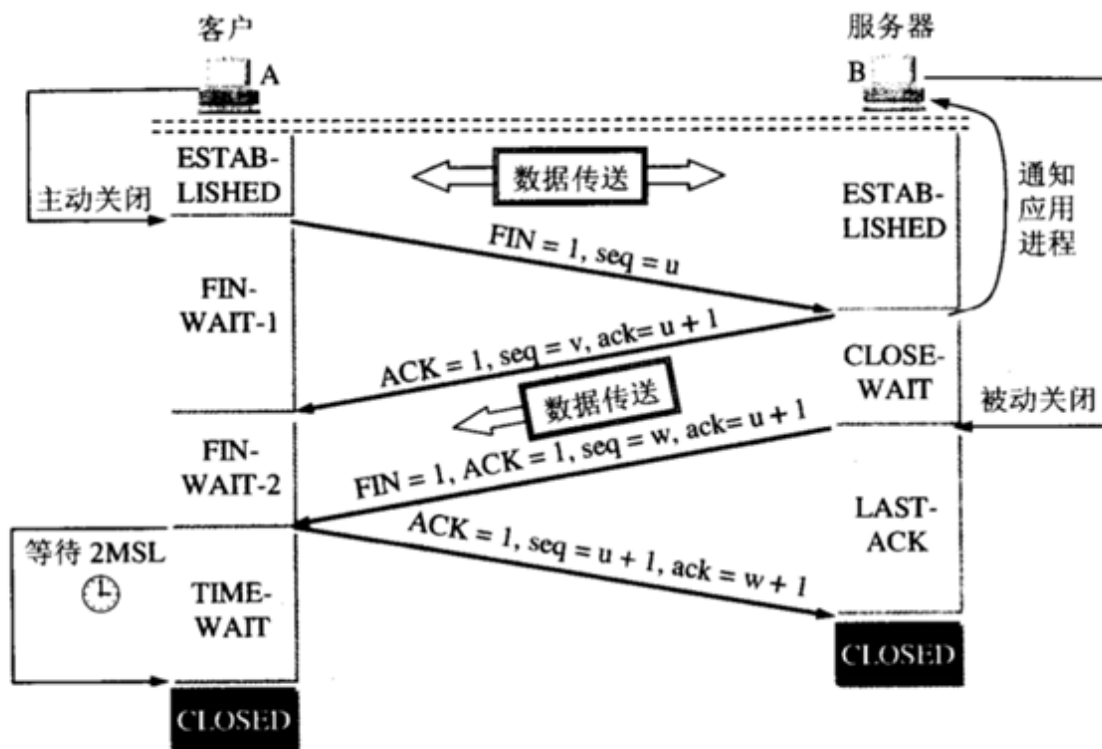 客户
服务器
A
B
ESTAB-
LISHED
数据传送
ESTAB-
LISHED
通知
应用
进程
主动关闭
FIN = 1, seq = u
FIN-
WAIT-1
ACK = 1, seq = v, ack= u + 1
CLOSE-
WAIT
数据传送
被动关闭
FIN-
WAIT-2
FIN = 1, ACK = 1, seq = w, ack= u + 1
LAST-
ACK
等待 2MSL
ACK = 1, seq = u + 1, ack = w + 1
TIME-
WAIT
CLOSED
CLOSED